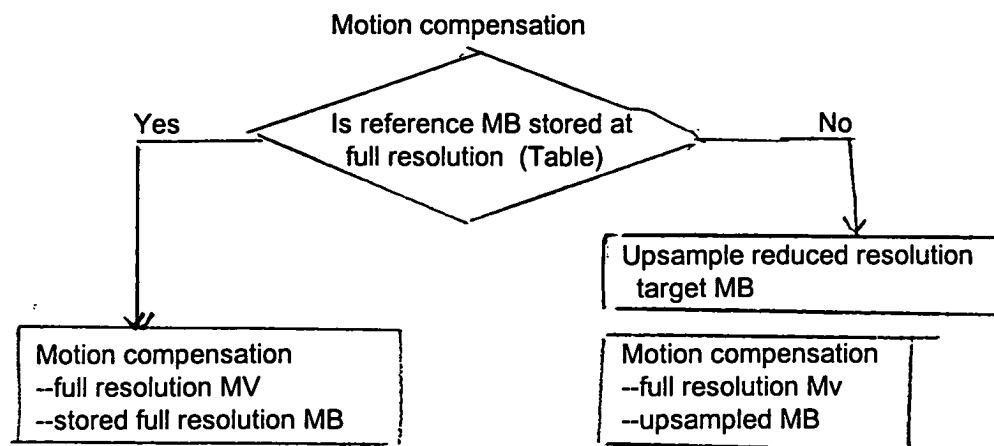 Motion compensation
Yes
Is reference MB stored at
full resolution (Table)
No
Upsample reduced resolution
target MB
Motion compensation
--full resolution MV
--stored full resolution MB
Motion compensation
--full resolution Mv
--upsampled MB